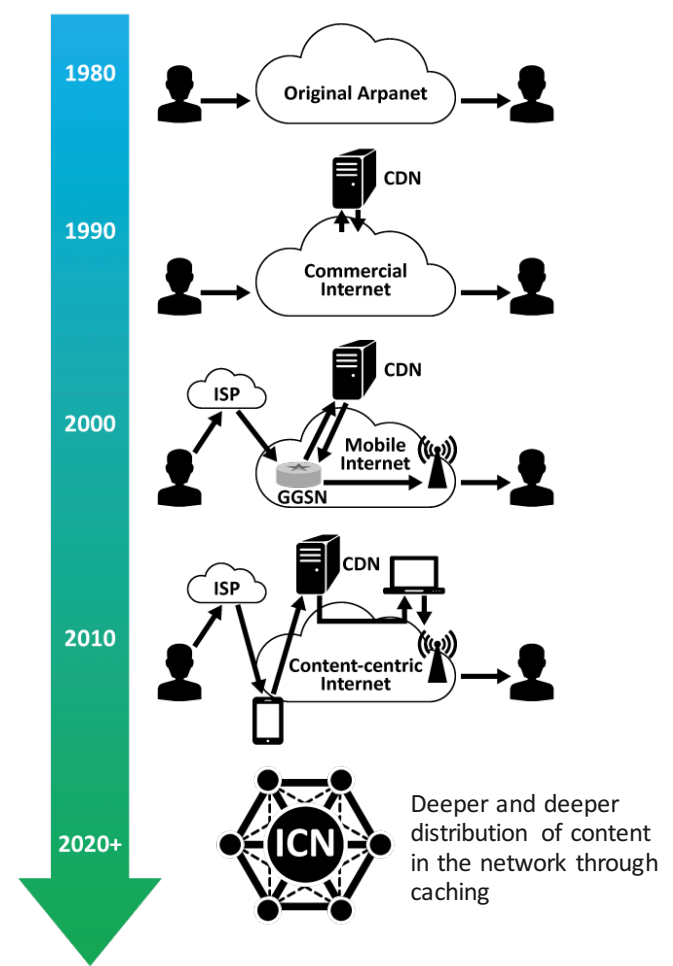 1980
Original Arpanet
CDN
1990
Commercial
Internet
CDN
ISP
2000
Mobile
Internet
GGSN
CDN
ISP
2010
Content-centric
Internet
2020+
ICN
Deeper and deeper
distribution of content
in the network through
caching